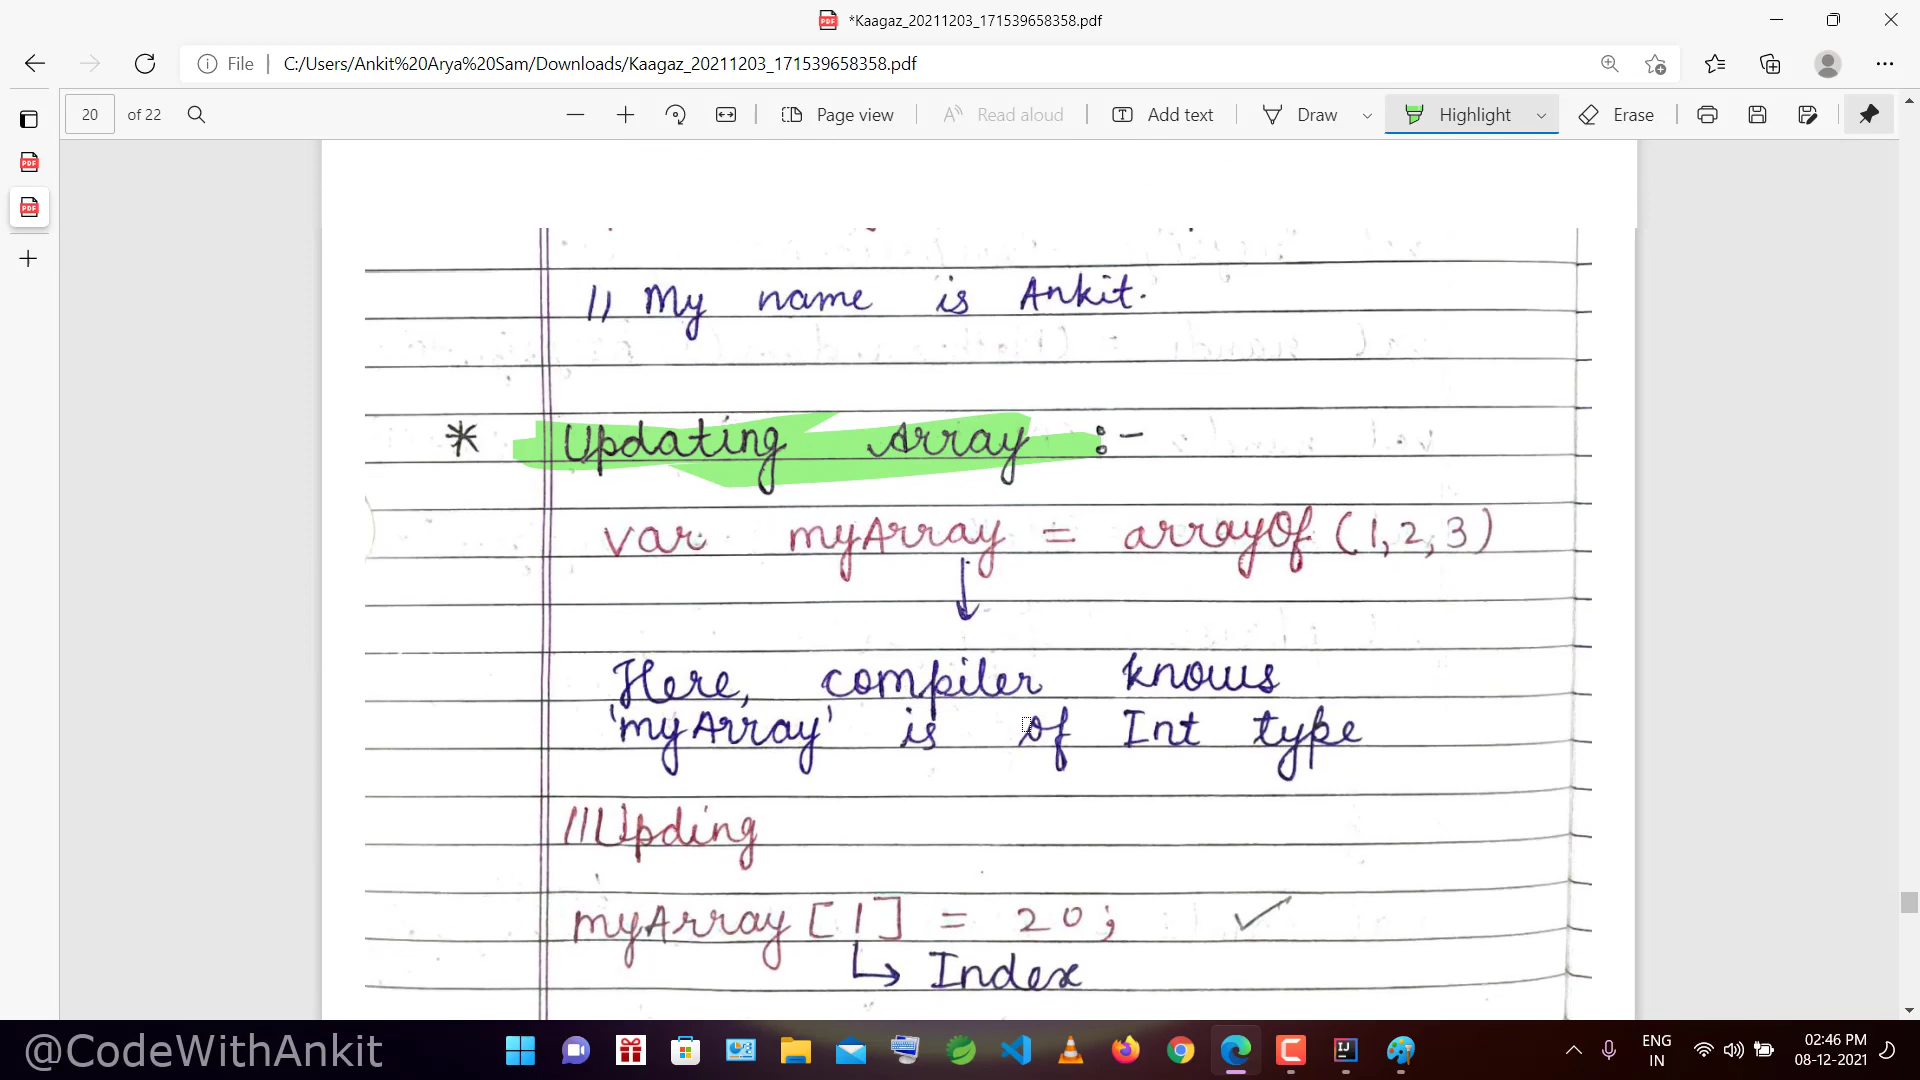 *Kaagaz_20211203_171539658358.pdf
File C:/Users/Ankit%20Arya%20Sam/Downloads/Kaagaz_20211203_171539658358.pdf
20 of 22 Page view Read aloud Add text Draw Highlight Erase
// My name is Ankit.
* Updating Array :-
var myArray = arrayOf (1,2,3)
Here, compiler knows
'myArray' is of Int type
//Upding
myArray [1] = 20;
Index
@CodeWithAnkit
ENG
IN
02:46 PM
08-12-2021